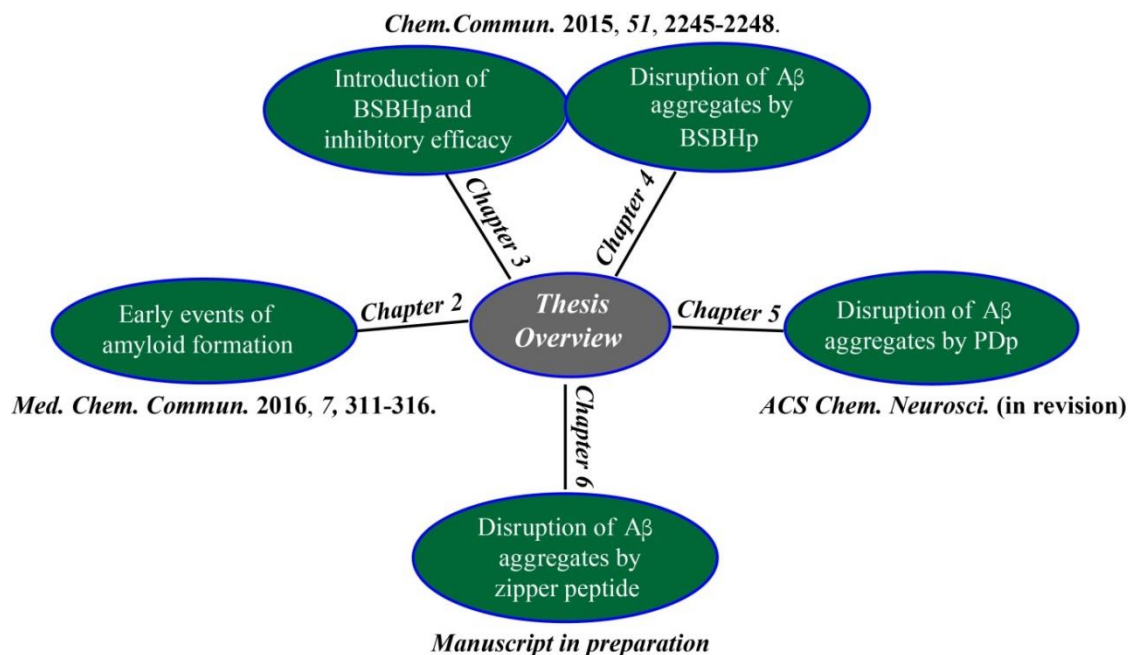 Chem.Commun. 2015, 51, 2245-2248.
Introduction of
BSBHp and
inhibitory efficacy
Disruption of Aβ
aggregates by
BSBHp
Chapter 3
Chapter 4
Early events of
amyloid formation
Chapter 2
Thesis
Overview
Chapter 5
Disruption of Aβ
aggregates by PDp
Med. Chem. Commun. 2016, 7, 311-316.
ACS Chem. Neurosci. (in revision)
Chapter 6
Disruption of Aβ
aggregates by
zipper peptide
Manuscript in preparation